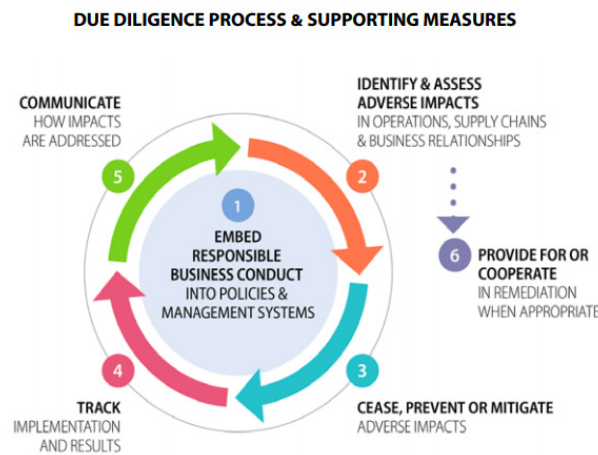 DUE DILIGENCE PROCESS & SUPPORTING MEASURES
1
EMBED
RESPONSIBLE
BUSINESS CONDUCT
INTO POLICIES &
MANAGEMENT SYSTEMS
2
IDENTIFY & ASSESS
ADVERSE IMPACTS
IN OPERATIONS, SUPPLY CHAINS
& BUSINESS RELATIONSHIPS
3
CEASE, PREVENT OR MITIGATE
ADVERSE IMPACTS
4
TRACK
IMPLEMENTATION
AND RESULTS
5
COMMUNICATE
HOW IMPACTS
ARE ADDRESSED
6
PROVIDE FOR OR
COOPERATE
IN REMEDIATION
WHEN APPROPRIATE